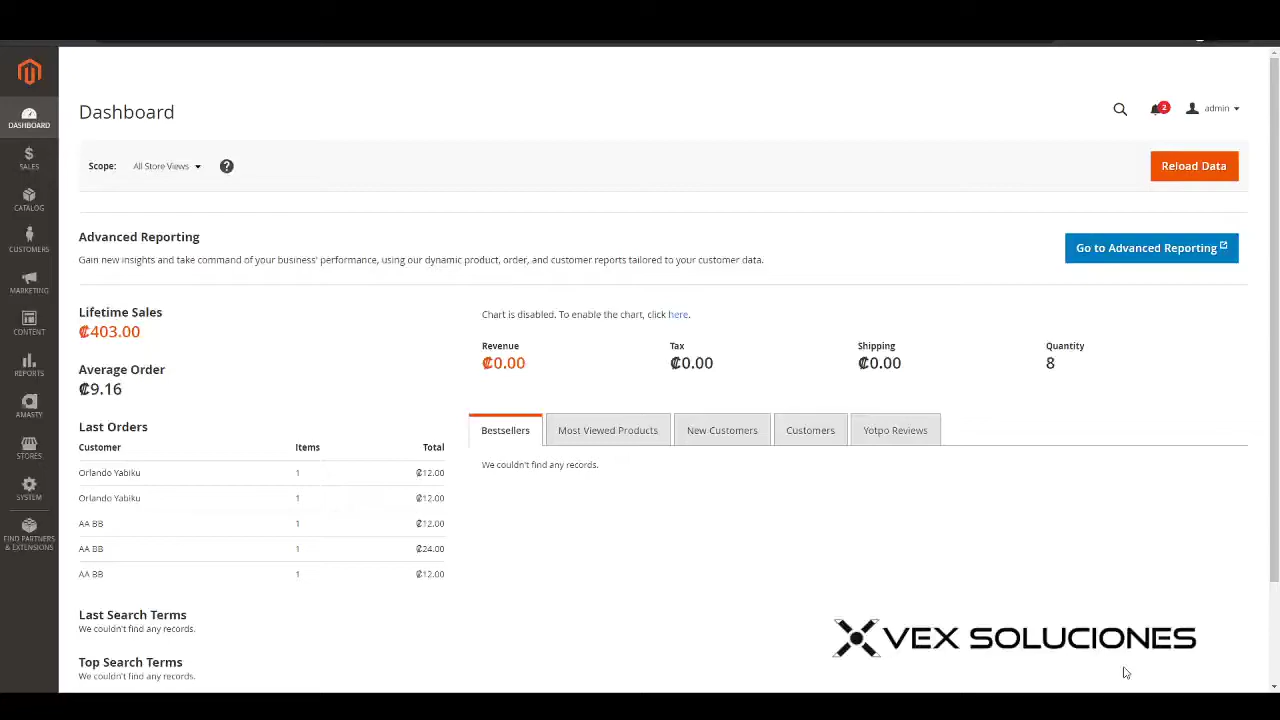 Dashboard
2
admin
DASHBOARD
SALES
CATALOG
CUSTOMERS
MARKETING
CONTENT
REPORTS
AMASTY
STORES
SYSTEM
FIND PARTNERS
& EXTENSIONS
Scope: All Store Views ?
Reload Data
Advanced Reporting
Gain new insights and take command of your business' performance, using our dynamic product, order, and customer reports tailored to your customer data.
Go to Advanced Reporting
Lifetime Sales
₡403.00
Average Order
₡9.16
Last Orders
Customer Items Total
Orlando Yabiku 1 ₡12.00
Orlando Yabiku 1 ₡12.00
AA BB 1 ₡12.00
AA BB 1 ₡24.00
AA BB 1 ₡12.00
Last Search Terms
We couldn't find any records.
Top Search Terms
We couldn't find any records.
Chart is disabled. To enable the chart, click here.
Revenue Tax Shipping Quantity
₡0.00 ₡0.00 ₡0.00 8
Bestsellers Most Viewed Products New Customers Customers Yotpo Reviews
We couldn't find any records.
VEX SOLUCIONES